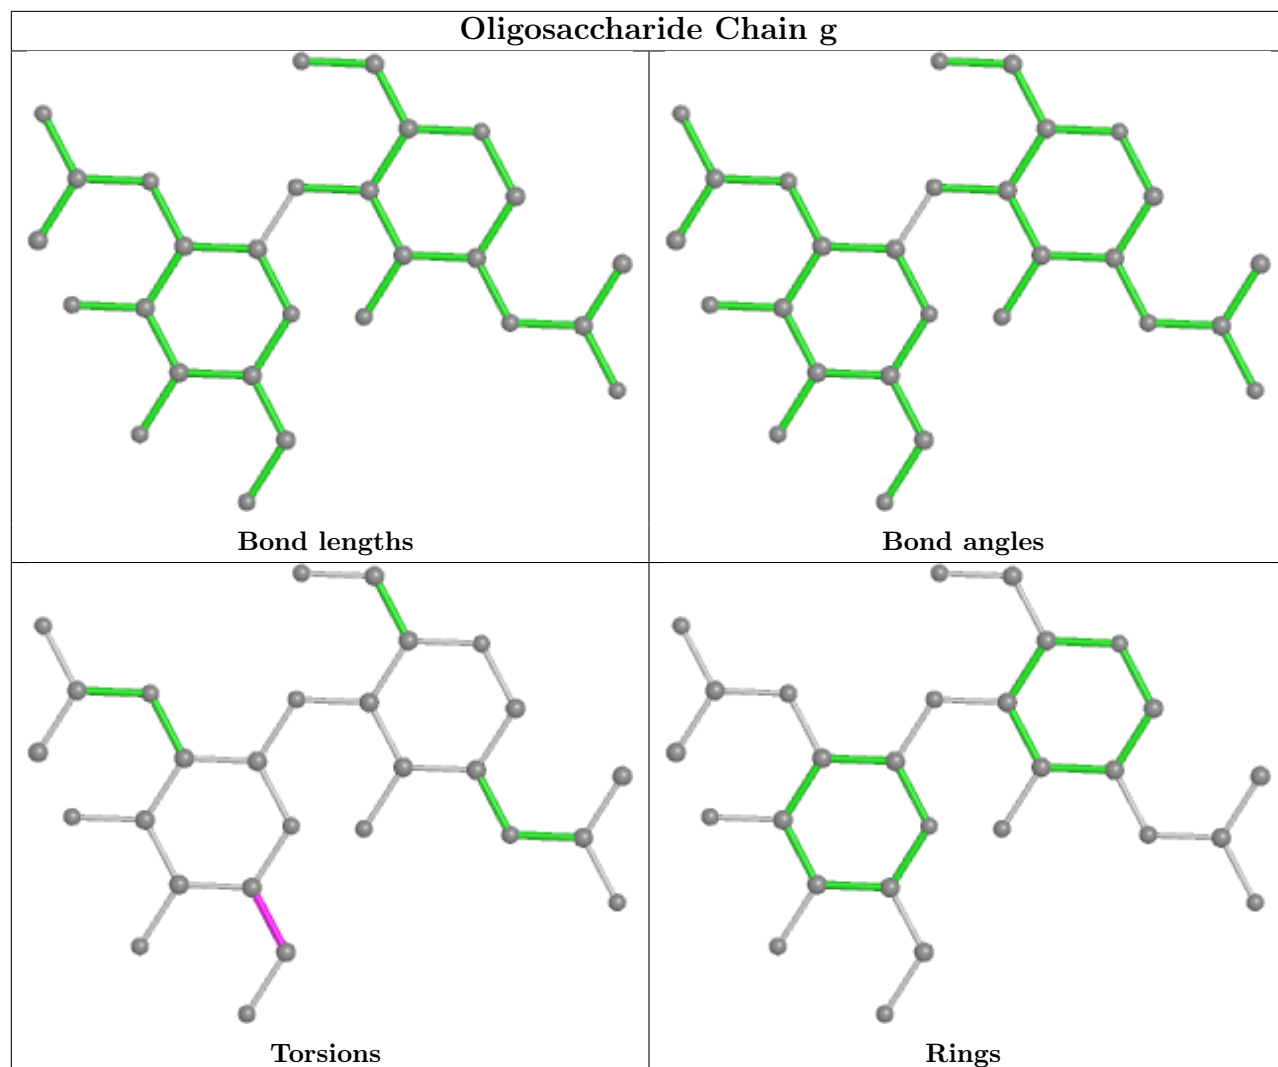 Oligosaccharide Chain g
Bond lengths
Bond angles
Torsions
Rings